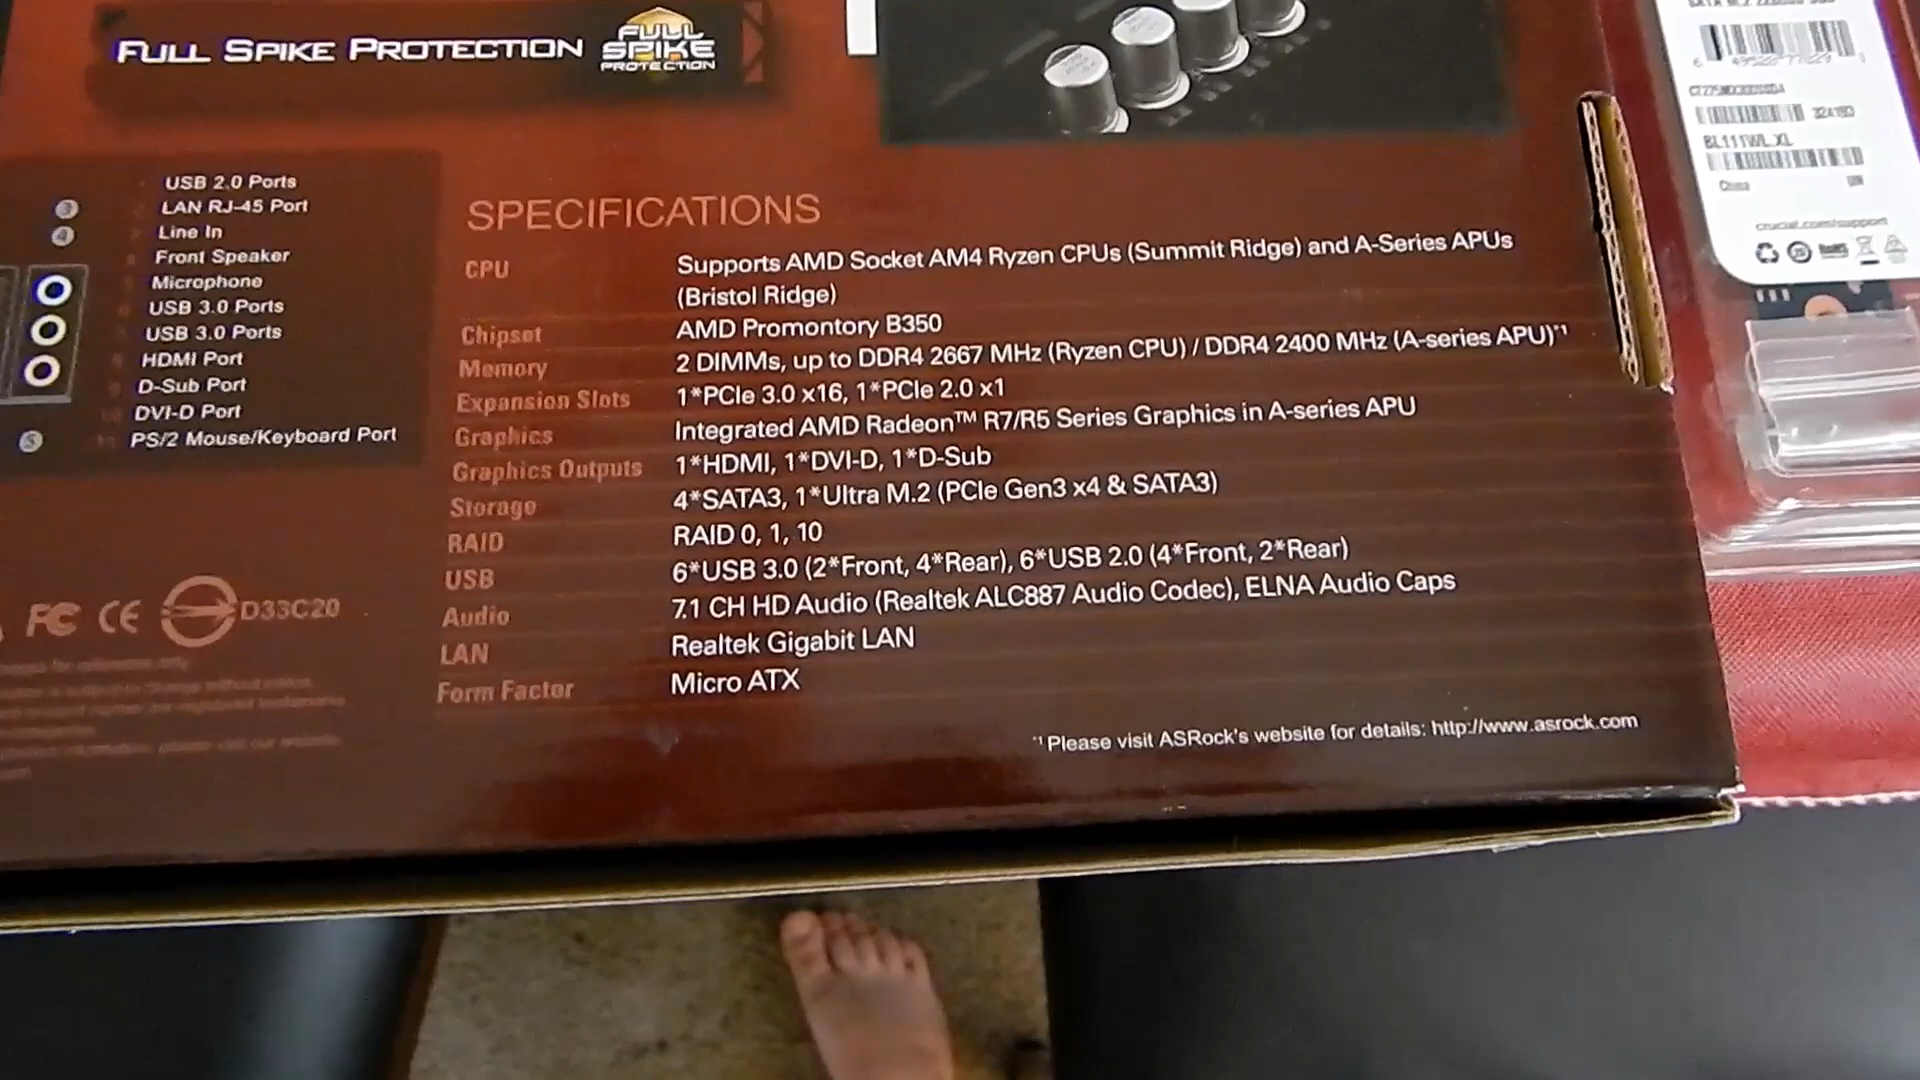 FULL SPIKE PROTECTION
FULL
SPIKE
PROTECTION
USB 2.0 Ports
3 LAN RJ-45 Port
4 Line In
Front Speaker
Microphone
USB 3.0 Ports
USB 3.0 Ports
HDMI Port
D-Sub Port
DVI-D Port
5 PS/2 Mouse/Keyboard Port
FC CE D33C20
SPECIFICATIONS
CPU Supports AMD Socket AM4 Ryzen CPUs (Summit Ridge) and A-Series APUs
(Bristol Ridge)
Chipset AMD Promontory B350
Memory 2 DIMMs, up to DDR4 2667 MHz (Ryzen CPU) / DDR4 2400 MHz (A-series APU)*1
Expansion Slots 1*PCIe 3.0 x16, 1*PCIe 2.0 x1
Graphics Integrated AMD Radeon™ R7/R5 Series Graphics in A-series APU
Graphics Outputs 1*HDMI, 1*DVI-D, 1*D-Sub
Storage 4*SATA3, 1*Ultra M.2 (PCIe Gen3 x4 & SATA3)
RAID RAID 0, 1, 10
USB 6*USB 3.0 (2*Front, 4*Rear), 6*USB 2.0 (4*Front, 2*Rear)
Audio 7.1 CH HD Audio (Realtek ALC887 Audio Codec), ELNA Audio Caps
LAN Realtek Gigabit LAN
Form Factor Micro ATX
*1 Please visit ASRock's website for details: http://www.asrock.com
BL111WL.XL
China
crucial.com/support